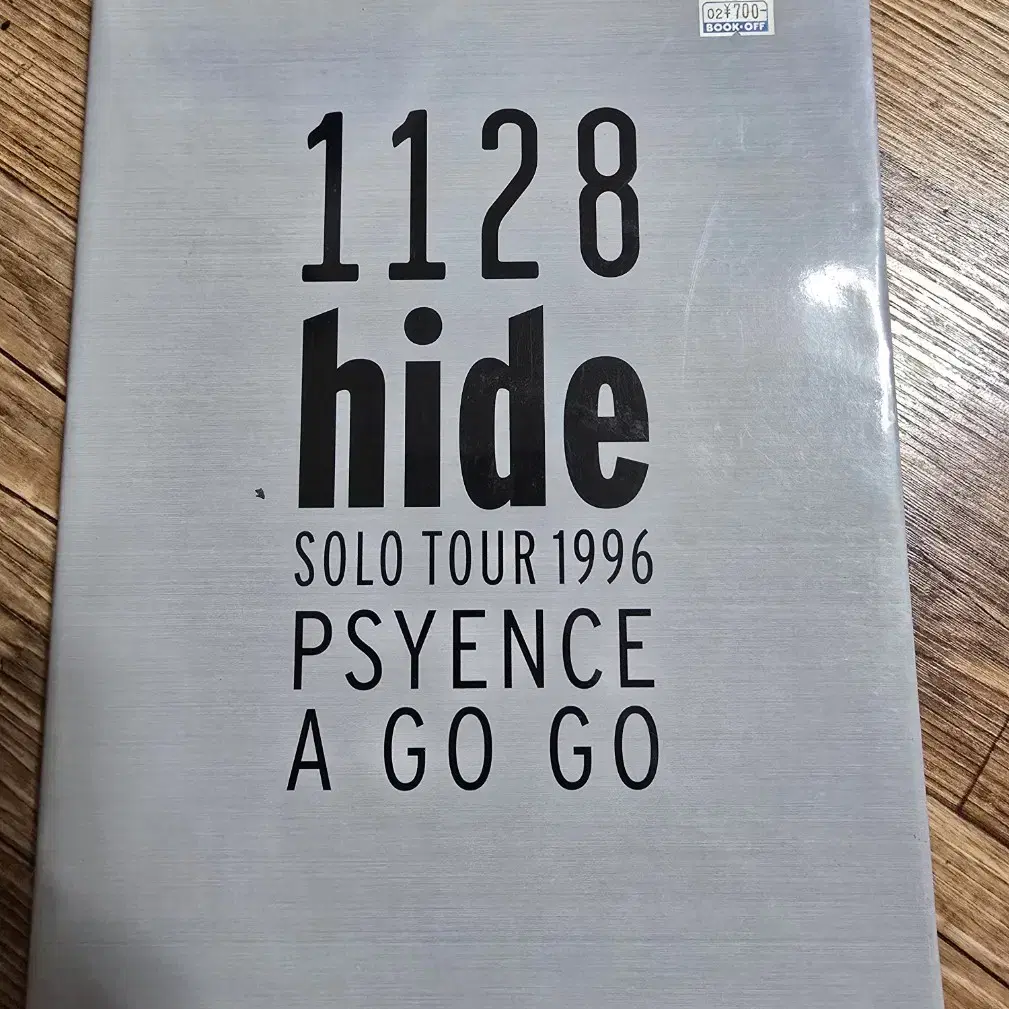 02¥700-
BOOK·OFF
1128
hide
SOLO TOUR 1996
PSYENCE
A GO GO